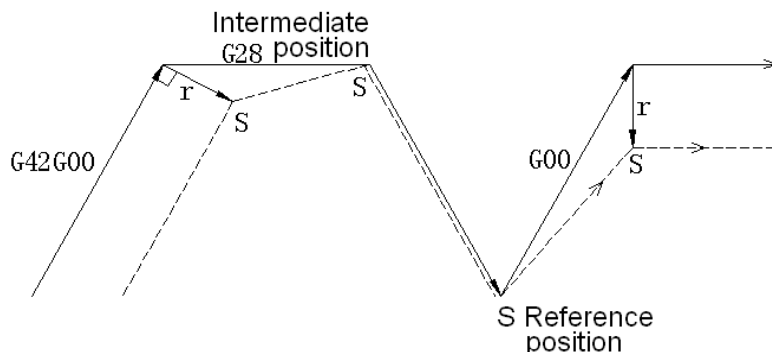 Intermediate
position
G28
r
S
S
G42G00
G00
r
S
S Reference
position